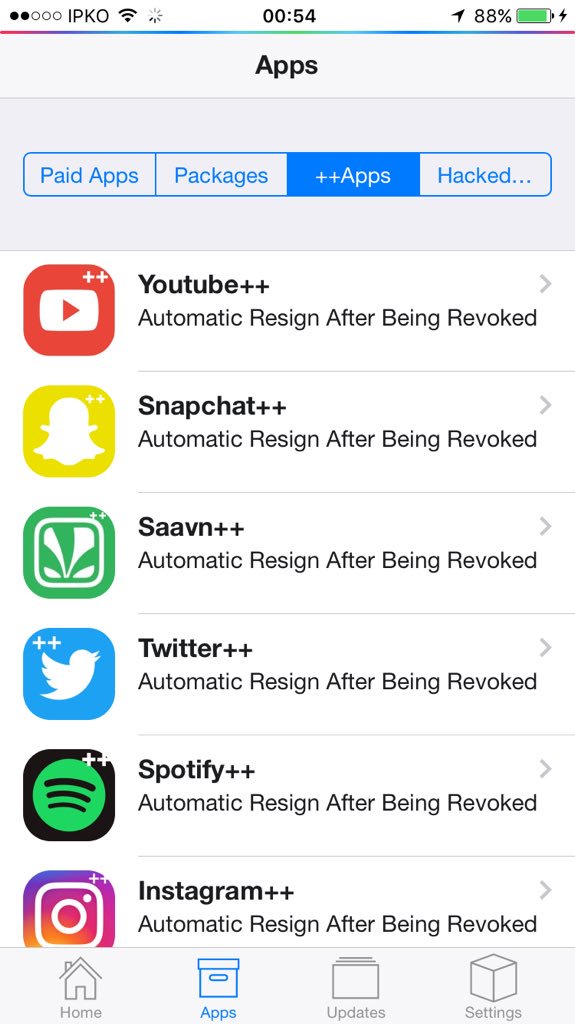 IPKO 00:54 88%
Apps
Paid Apps Packages ++Apps Hacked...
++
Youtube++
Automatic Resign After Being Revoked
++
Snapchat++
Automatic Resign After Being Revoked
++
Saavn++
Automatic Resign After Being Revoked
++
Twitter++
Automatic Resign After Being Revoked
++
Spotify++
Automatic Resign After Being Revoked
++
Instagram++
Automatic Resign After Being Revoked
Home Apps Updates Settings